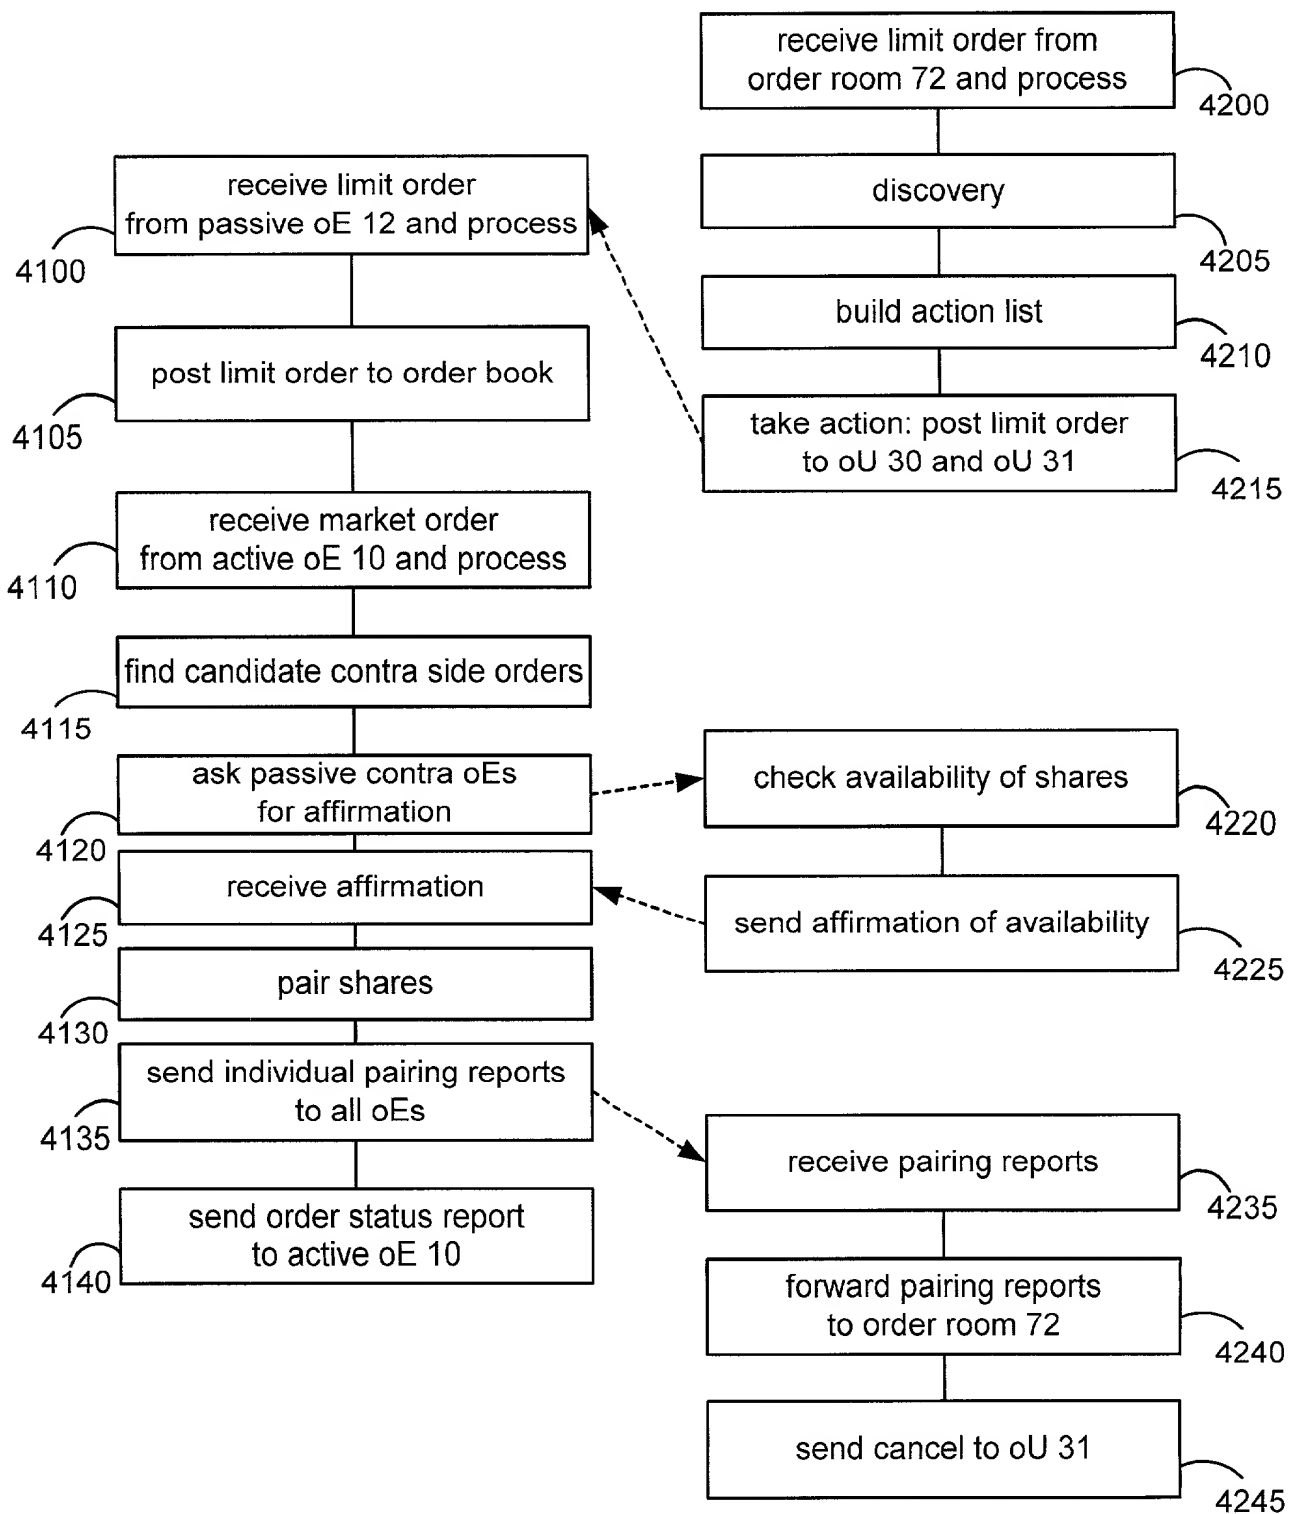 receive limit order from
order room 72 and process
4200
discovery
4205
build action list
4210
take action: post limit order
to oU 30 and oU 31
4215
receive limit order
from passive oE 12 and process
4100
post limit order to order book
4105
receive market order
from active oE 10 and process
4110
find candidate contra side orders
4115
ask passive contra oEs
for affirmation
4120
check availability of shares
4220
send affirmation of availability
4225
receive affirmation
4125
pair shares
4130
send individual pairing reports
to all oEs
4135
send order status report
to active oE 10
4140
receive pairing reports
4235
forward pairing reports
to order room 72
4240
send cancel to oU 31
4245